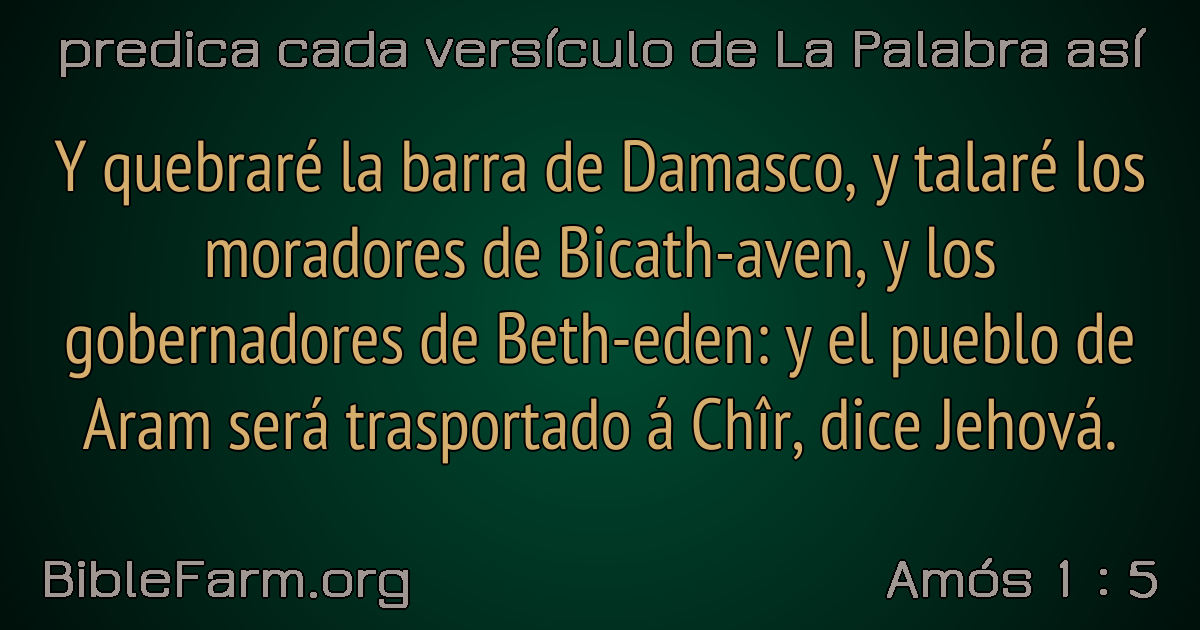 predica cada versículo de La Palabra así
Y quebraré la barra de Damasco, y talaré los
moradores de Bicath-aven, y los
gobernadores de Beth-eden: y el pueblo de
Aram será trasportado á Chîr, dice Jehová.
BibleFarm.org
Amós 1 : 5